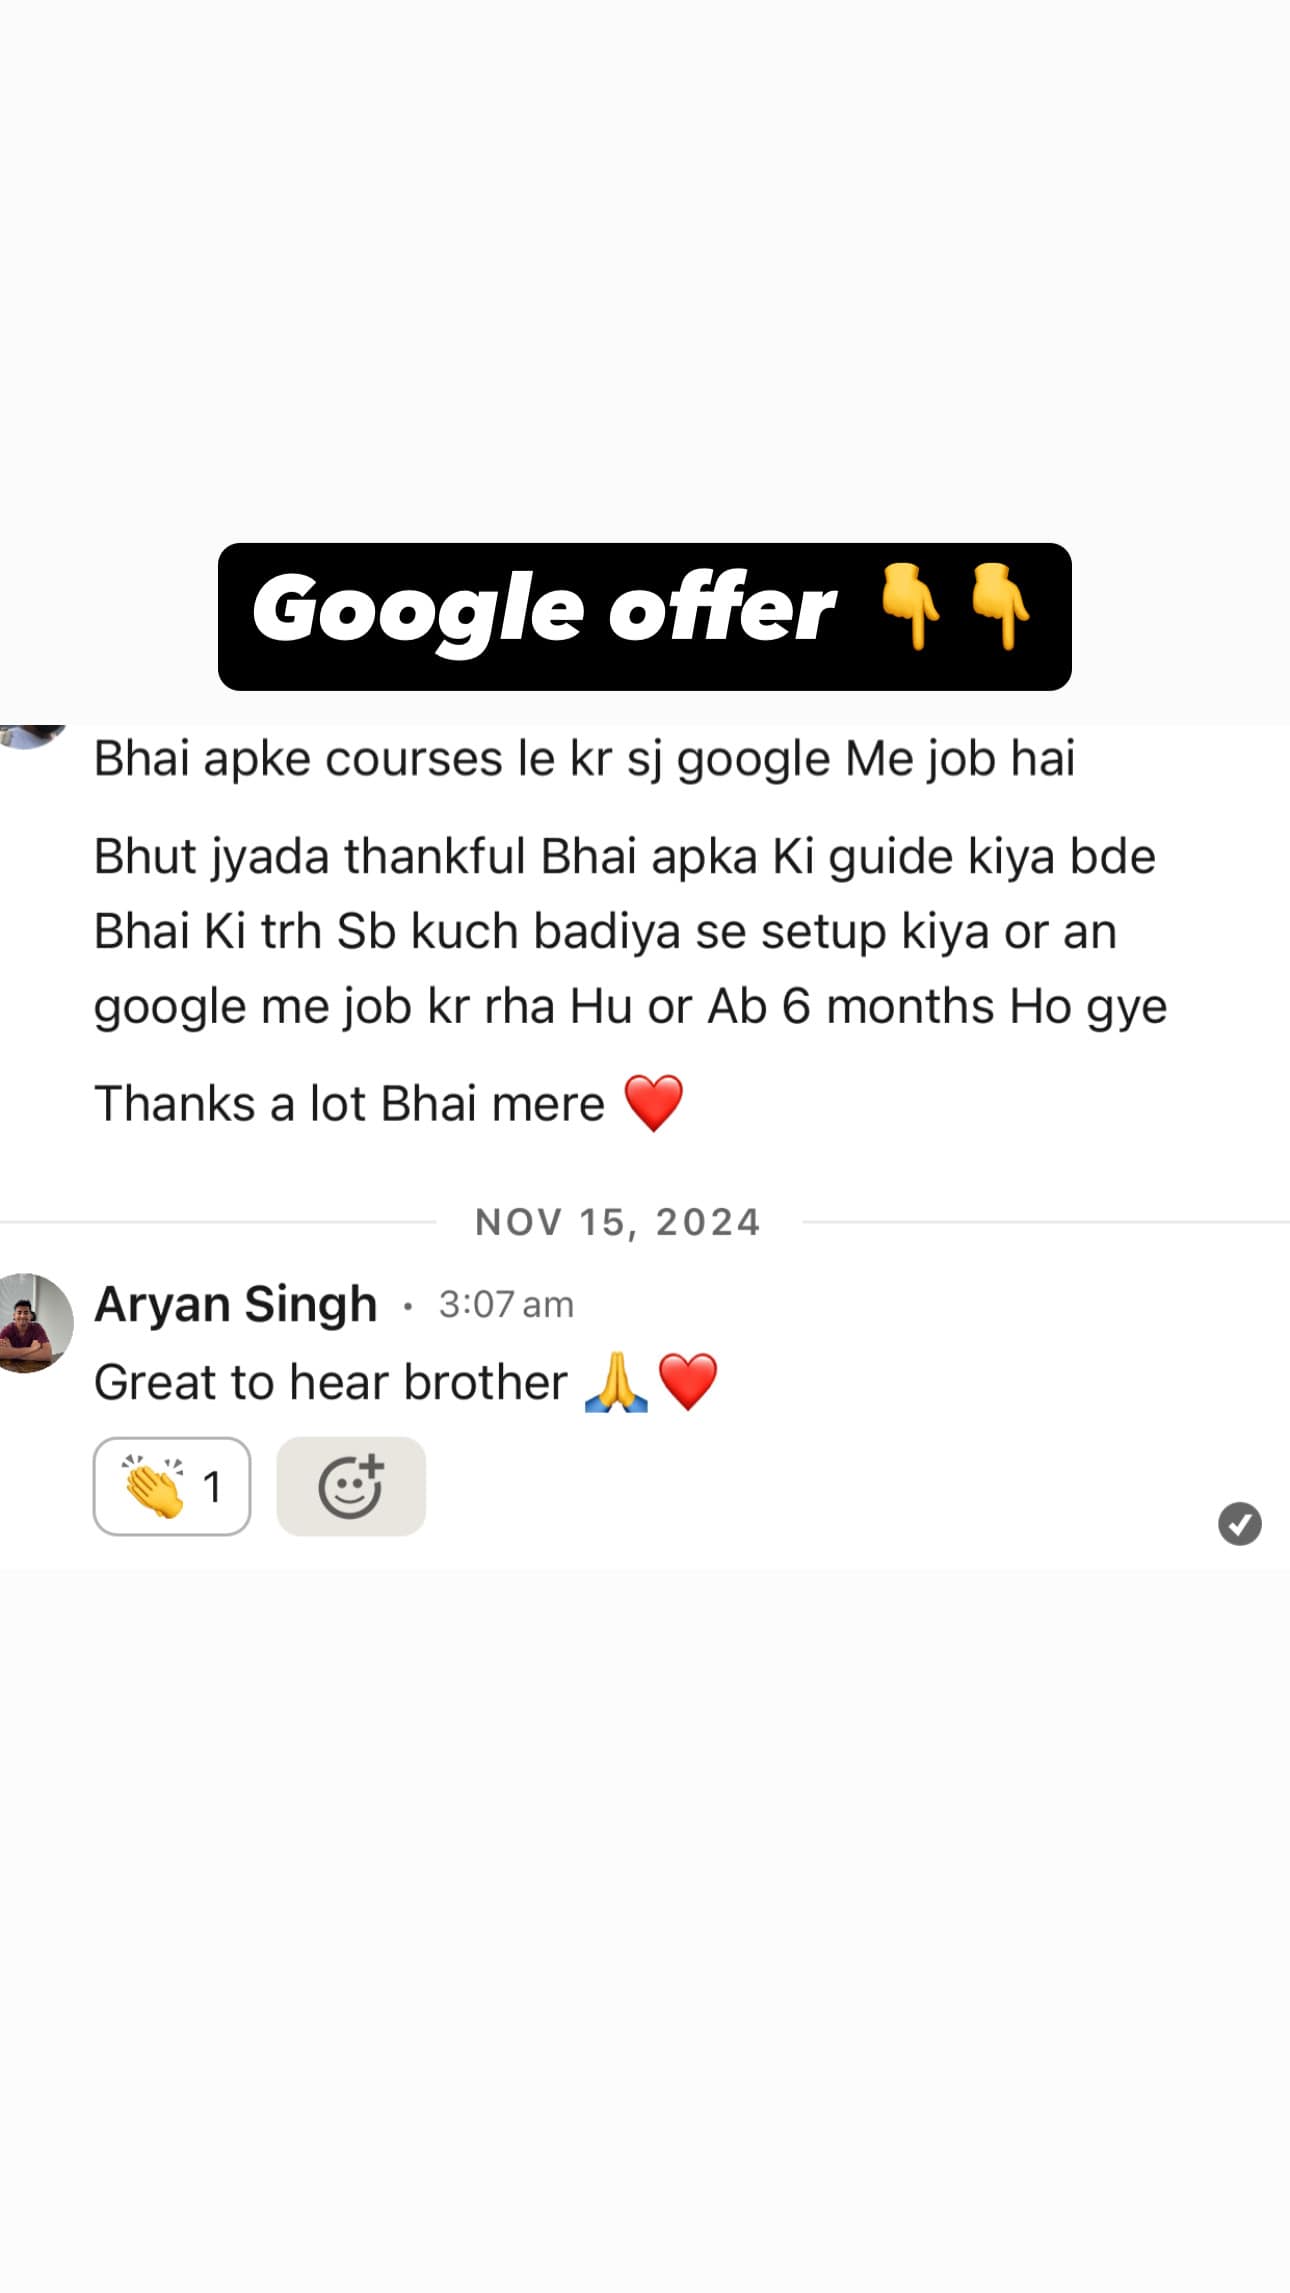 Google offer 👇👇
Bhai apke courses le kr sj google Me job hai
Bhut jyada thankful Bhai apka Ki guide kiya bde
Bhai Ki trh Sb kuch badiya se setup kiya or an
google me job kr rha Hu or Ab 6 months Ho gye
Thanks a lot Bhai mere ❤️
NOV 15, 2024
Aryan Singh • 3:07 am
Great to hear brother 🙏❤️
👏 1